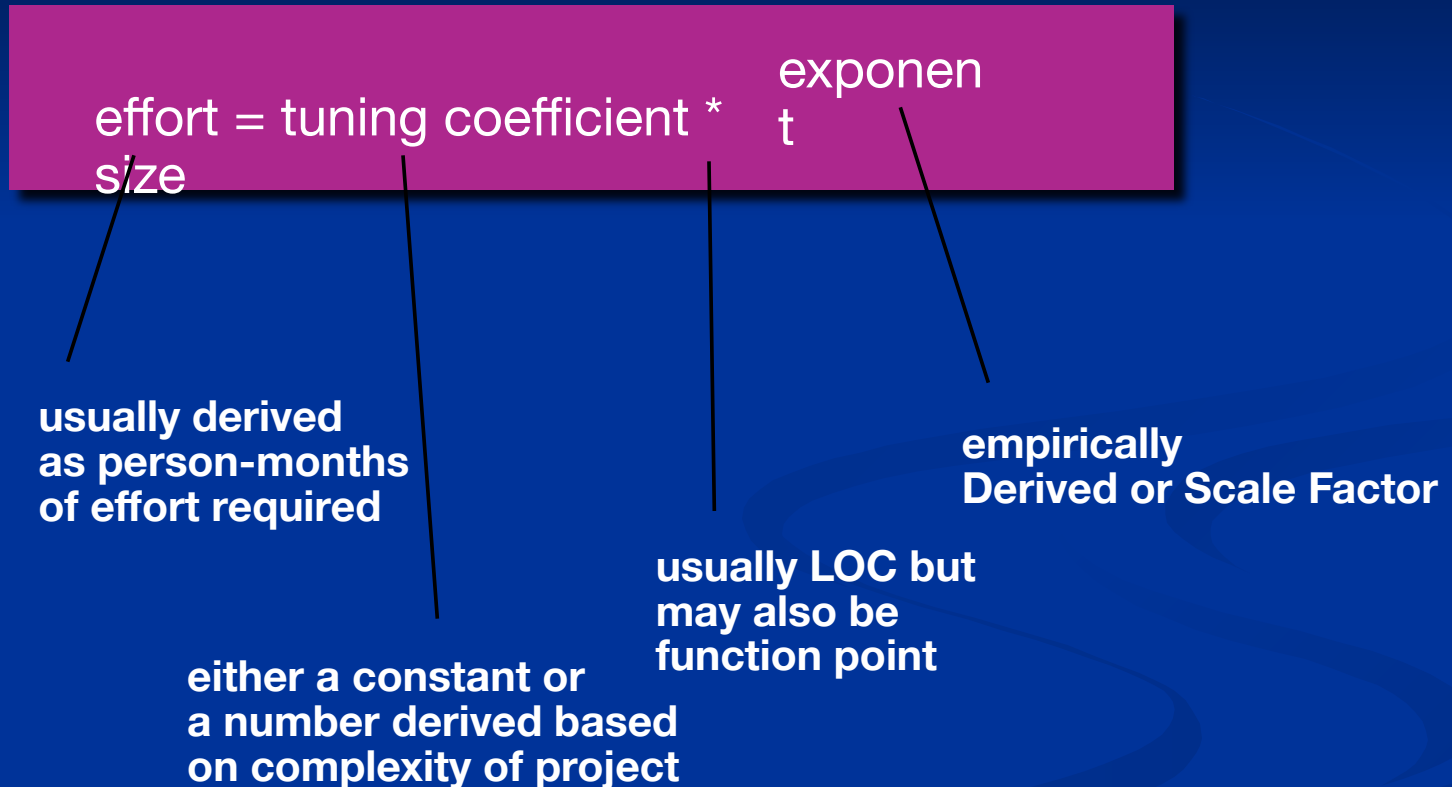 exponen
t
effort = tuning coefficient *
size
usually derived
as person-months
of effort required
empirically
Derived or Scale Factor
usually LOC but
may also be
function point
either a constant or
a number derived based
on complexity of project